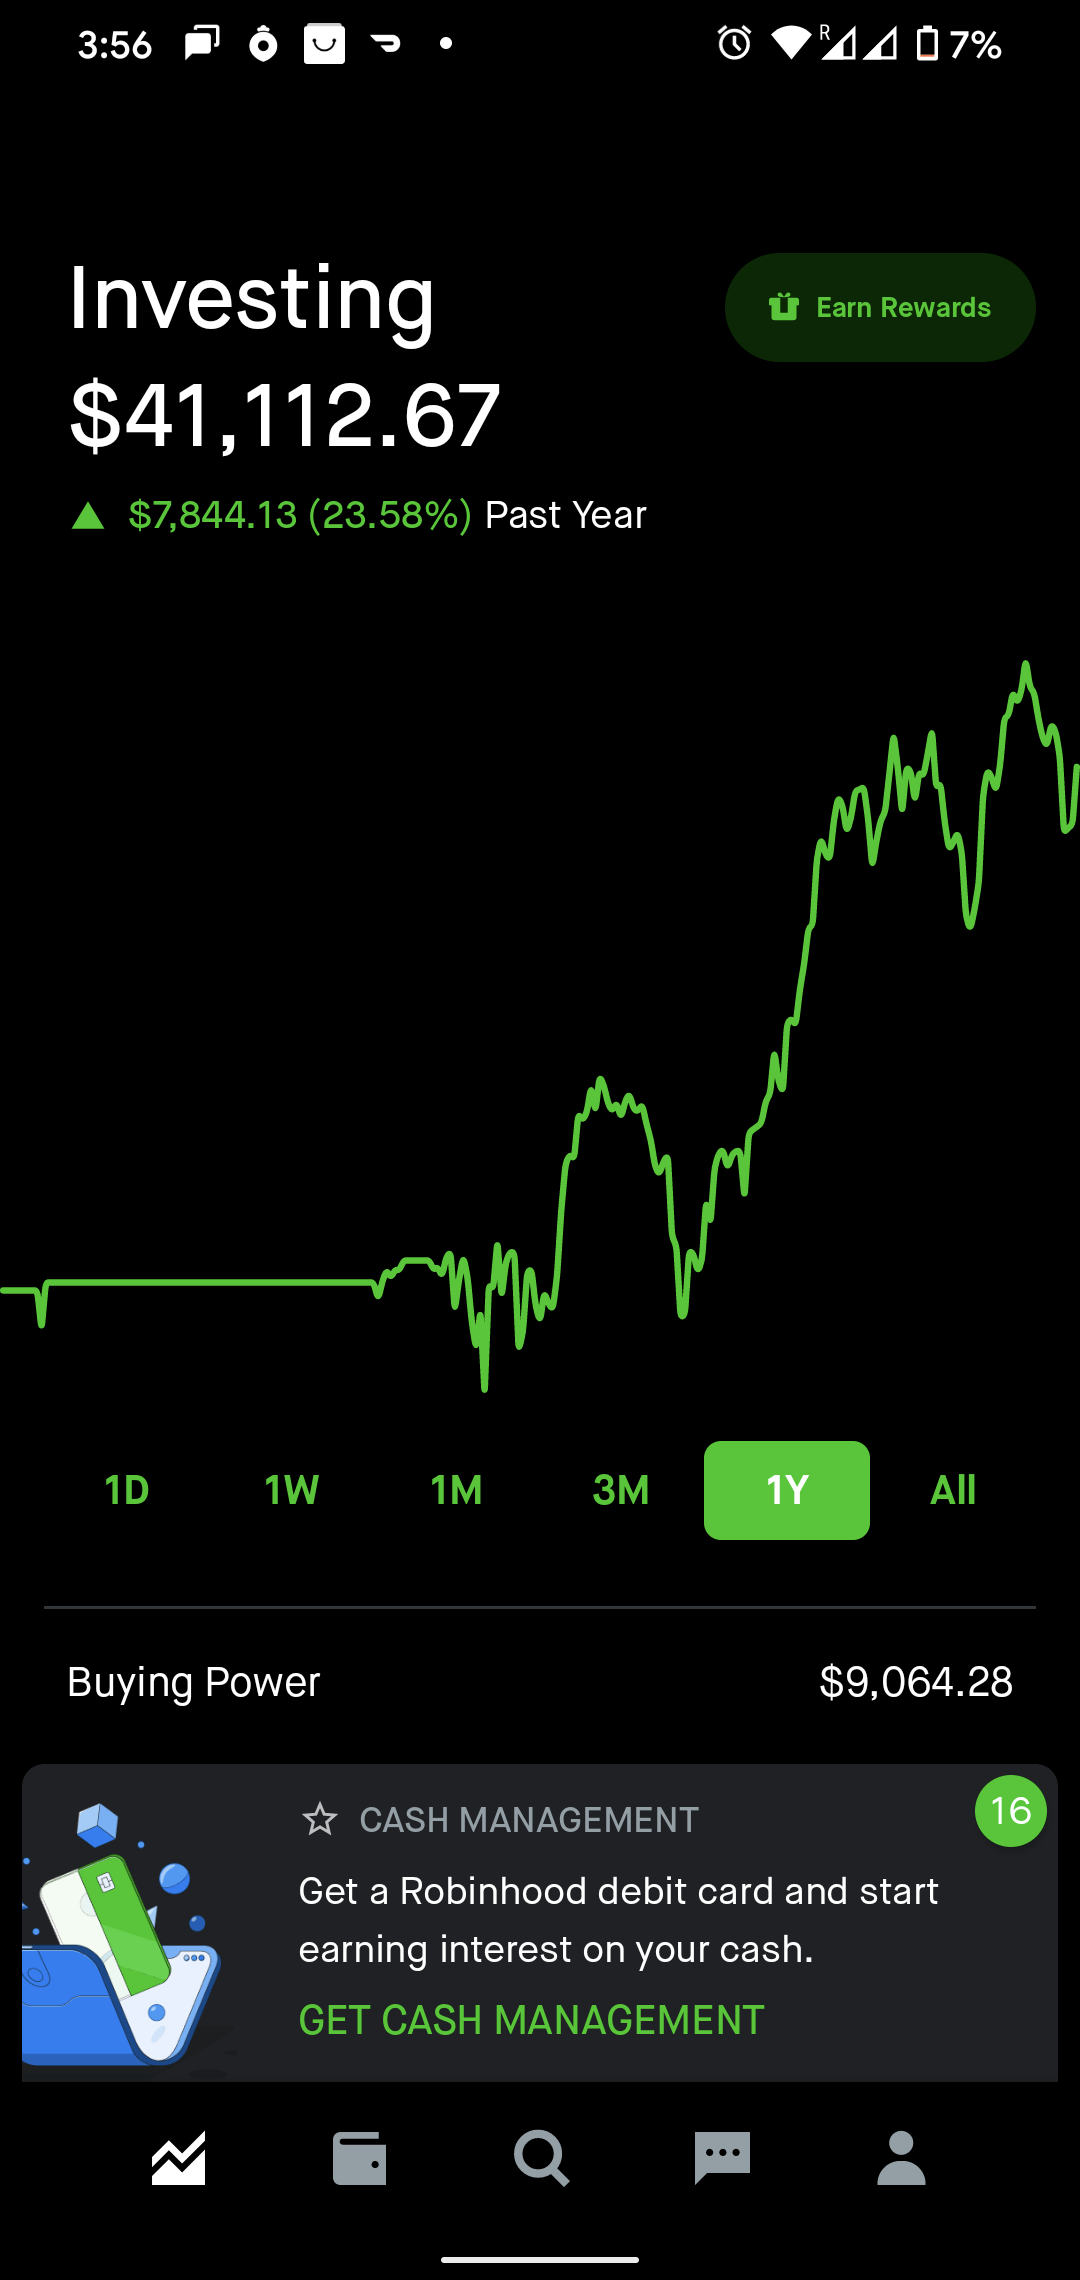 3:56 R 7%
Investing
Earn Rewards
$41,112.67
$7,844.13 (23.58%) Past Year
1D 1W 1M 3M 1Y All
Buying Power $9,064.28
CASH MANAGEMENT 16
Get a Robinhood debit card and start
earning interest on your cash.
GET CASH MANAGEMENT